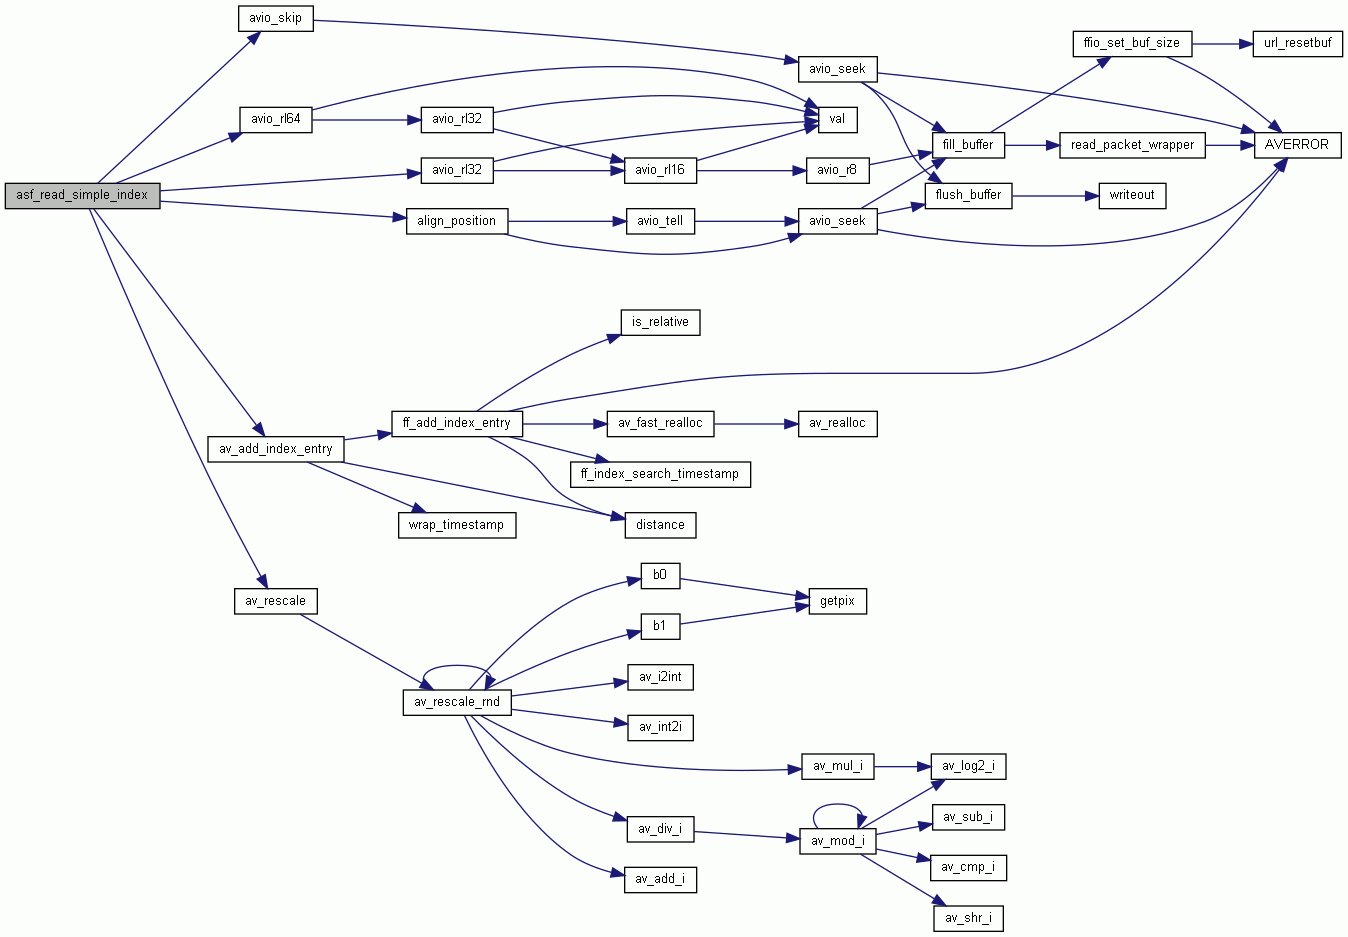 avio_skip
ffio_set_buf_size
url_resetbuf
avio_seek
avio_rl64
avio_rl32
val
fill_buffer
read_packet_wrapper
AVERROR
avio_rl32
avio_rl16
avio_r8
asf_read_simple_index
flush_buffer
writeout
align_position
avio_tell
avio_seek
is_relative
ff_add_index_entry
av_fast_realloc
av_realloc
av_add_index_entry
ff_index_search_timestamp
wrap_timestamp
distance
b0
av_rescale
getpix
b1
av_i2int
av_rescale_rnd
av_int2i
av_mul_i
av_log2_i
av_sub_i
av_div_i
av_mod_i
av_cmp_i
av_add_i
av_shr_i